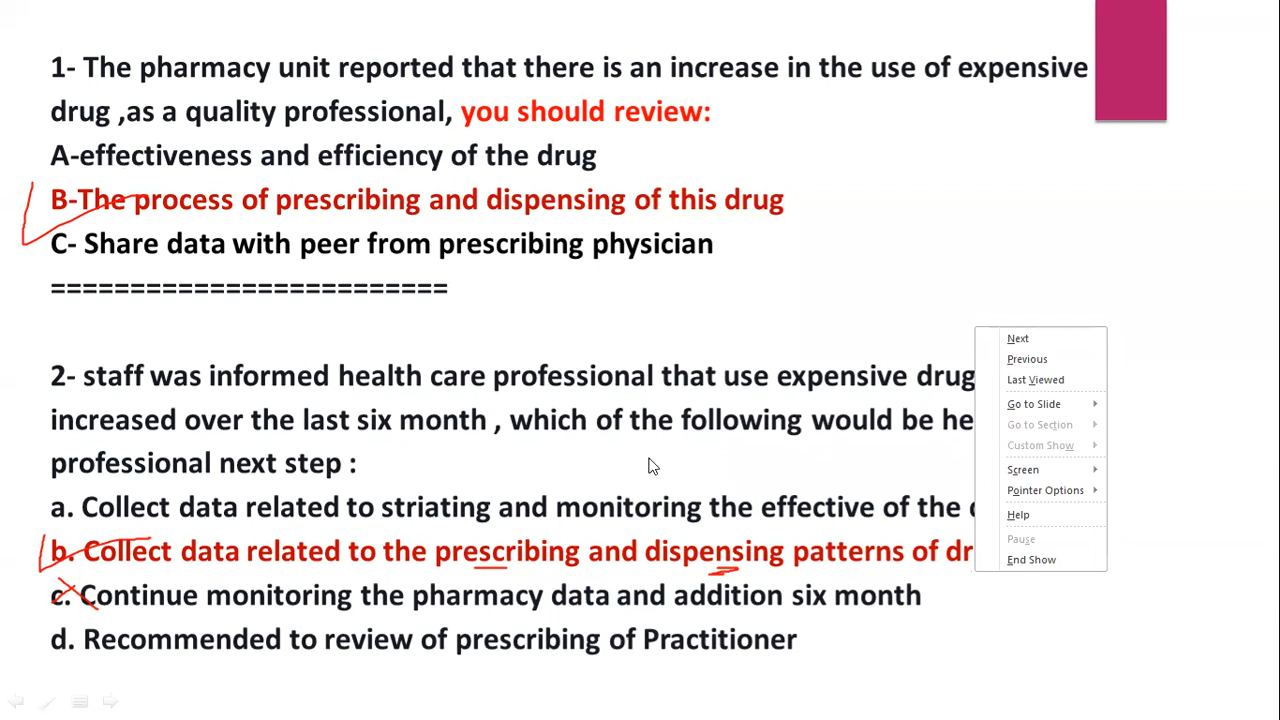 1- The pharmacy unit reported that there is an increase in the use of expensive
drug ,as a quality professional, you should review:
A-effectiveness and efficiency of the drug
B-The process of prescribing and dispensing of this drug
C- Share data with peer from prescribing physician
=========================
2- staff was informed health care professional that use expensive drug
increased over the last six month , which of the following would be he
professional next step :
a. Collect data related to striating and monitoring the effective of the
b. Collect data related to the prescribing and dispensing patterns of dr
c. Continue monitoring the pharmacy data and addition six month
d. Recommended to review of prescribing of Practitioner
Next
Previous
Last Viewed
Go to Slide
Go to Section
Custom Show
Screen
Pointer Options
Help
Pause
End Show